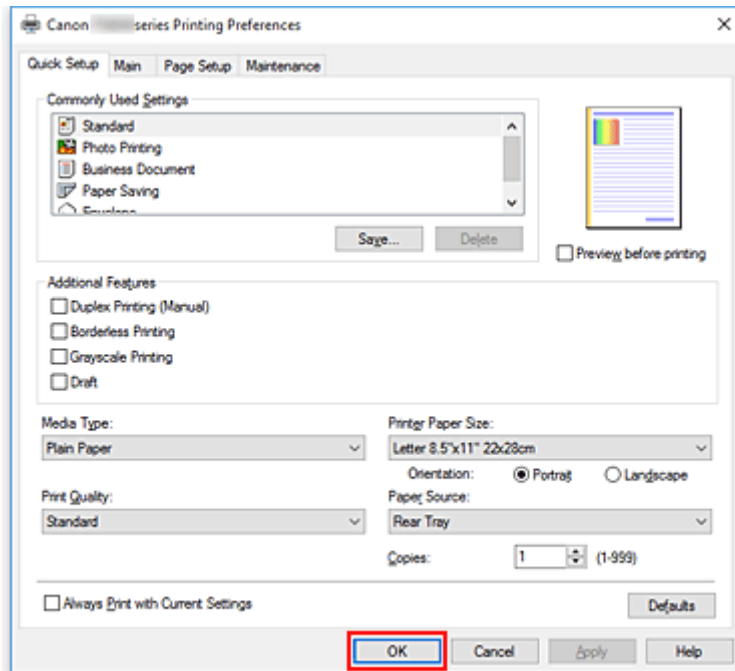 Canon series Printing Preferences
Quick Setup Main Page Setup Maintenance
Commonly Used Settings
Standard
Photo Printing
Business Document
Paper Saving
Envelope
Save... Delete
Preview before printing
Additional Features
Duplex Printing (Manual)
Borderless Printing
Grayscale Printing
Draft
Media Type:
Plain Paper
Printer Paper Size:
Letter 8.5"x11" 22x28cm
Orientation: Portrait Landscape
Print Quality:
Standard
Paper Source:
Rear Tray
Copies: 1 (1-999)
Always Print with Current Settings
Defaults
OK Cancel Apply Help